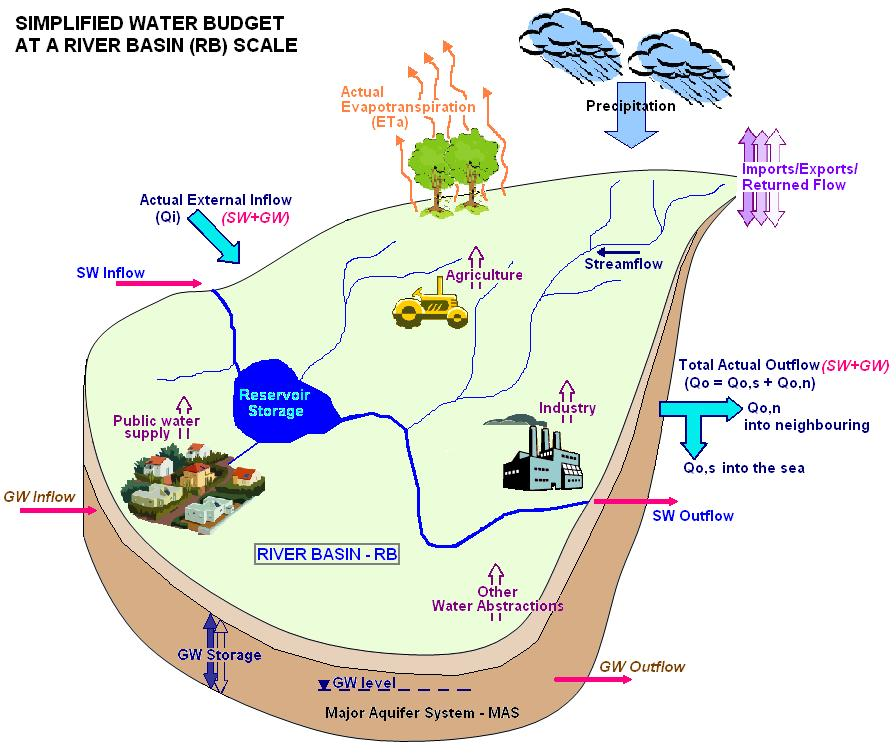 SIMPLIFIED WATER BUDGET
AT A RIVER BASIN (RB) SCALE
Actual
Evapotranspiration
(ETa)
Precipitation
Imports/Exports/
Returned Flow
Actual External Inflow
(Qi) (SW+GW)
SW Inflow
Agriculture
Streamflow
Reservoir
Storage
Public water
supply
Industry
Total Actual Outflow (SW+GW)
(Qo = Qo,s + Qo,n)
Qo,n
into neighbouring
Qo,s into the sea
GW Inflow
SW Outflow
RIVER BASIN - RB
Other
Water Abstractions
GW Storage
GW level
GW Outflow
Major Aquifer System - MAS